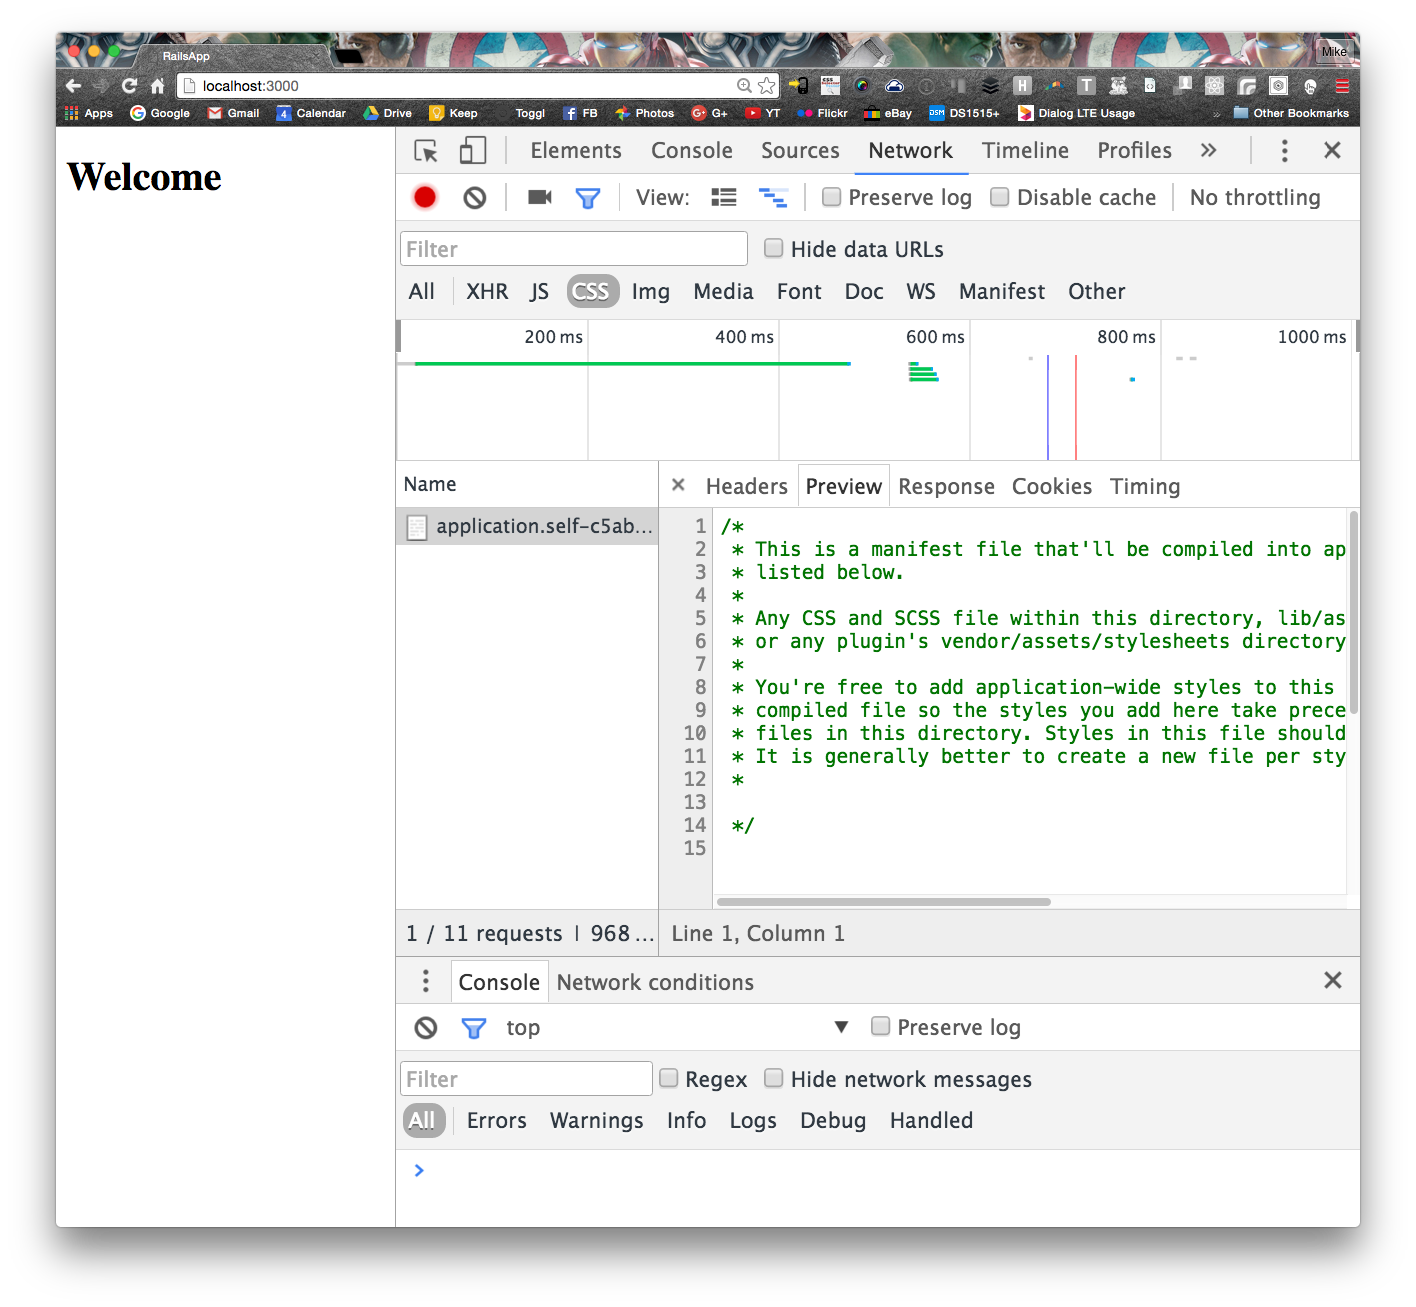 RailsApp
Mike
localhost:3000
Apps Google Gmail 4 Calendar Drive Keep Toggl FB Photos G+ YT Flickr eBay DSM DS1515+ Dialog LTE Usage » Other Bookmarks
Welcome
Elements Console Sources Network Timeline Profiles »
View: Preserve log Disable cache No throttling
Filter Hide data URLs
All XHR JS CSS Img Media Font Doc WS Manifest Other
200 ms 400 ms 600 ms 800 ms 1000 ms
Name
application.self-c5ab...
× Headers Preview Response Cookies Timing
1 /*
2 * This is a manifest file that'll be compiled into ap
3 * listed below.
4 *
5 * Any CSS and SCSS file within this directory, lib/as
6 * or any plugin's vendor/assets/stylesheets directory
7 *
8 * You're free to add application-wide styles to this
9 * compiled file so the styles you add here take prece
10 * files in this directory. Styles in this file should
11 * It is generally better to create a new file per sty
12 *
13
14 */
15
1 / 11 requests | 968 ...
Line 1, Column 1
Console Network conditions
top ▼ Preserve log
Filter Regex Hide network messages
All Errors Warnings Info Logs Debug Handled
>